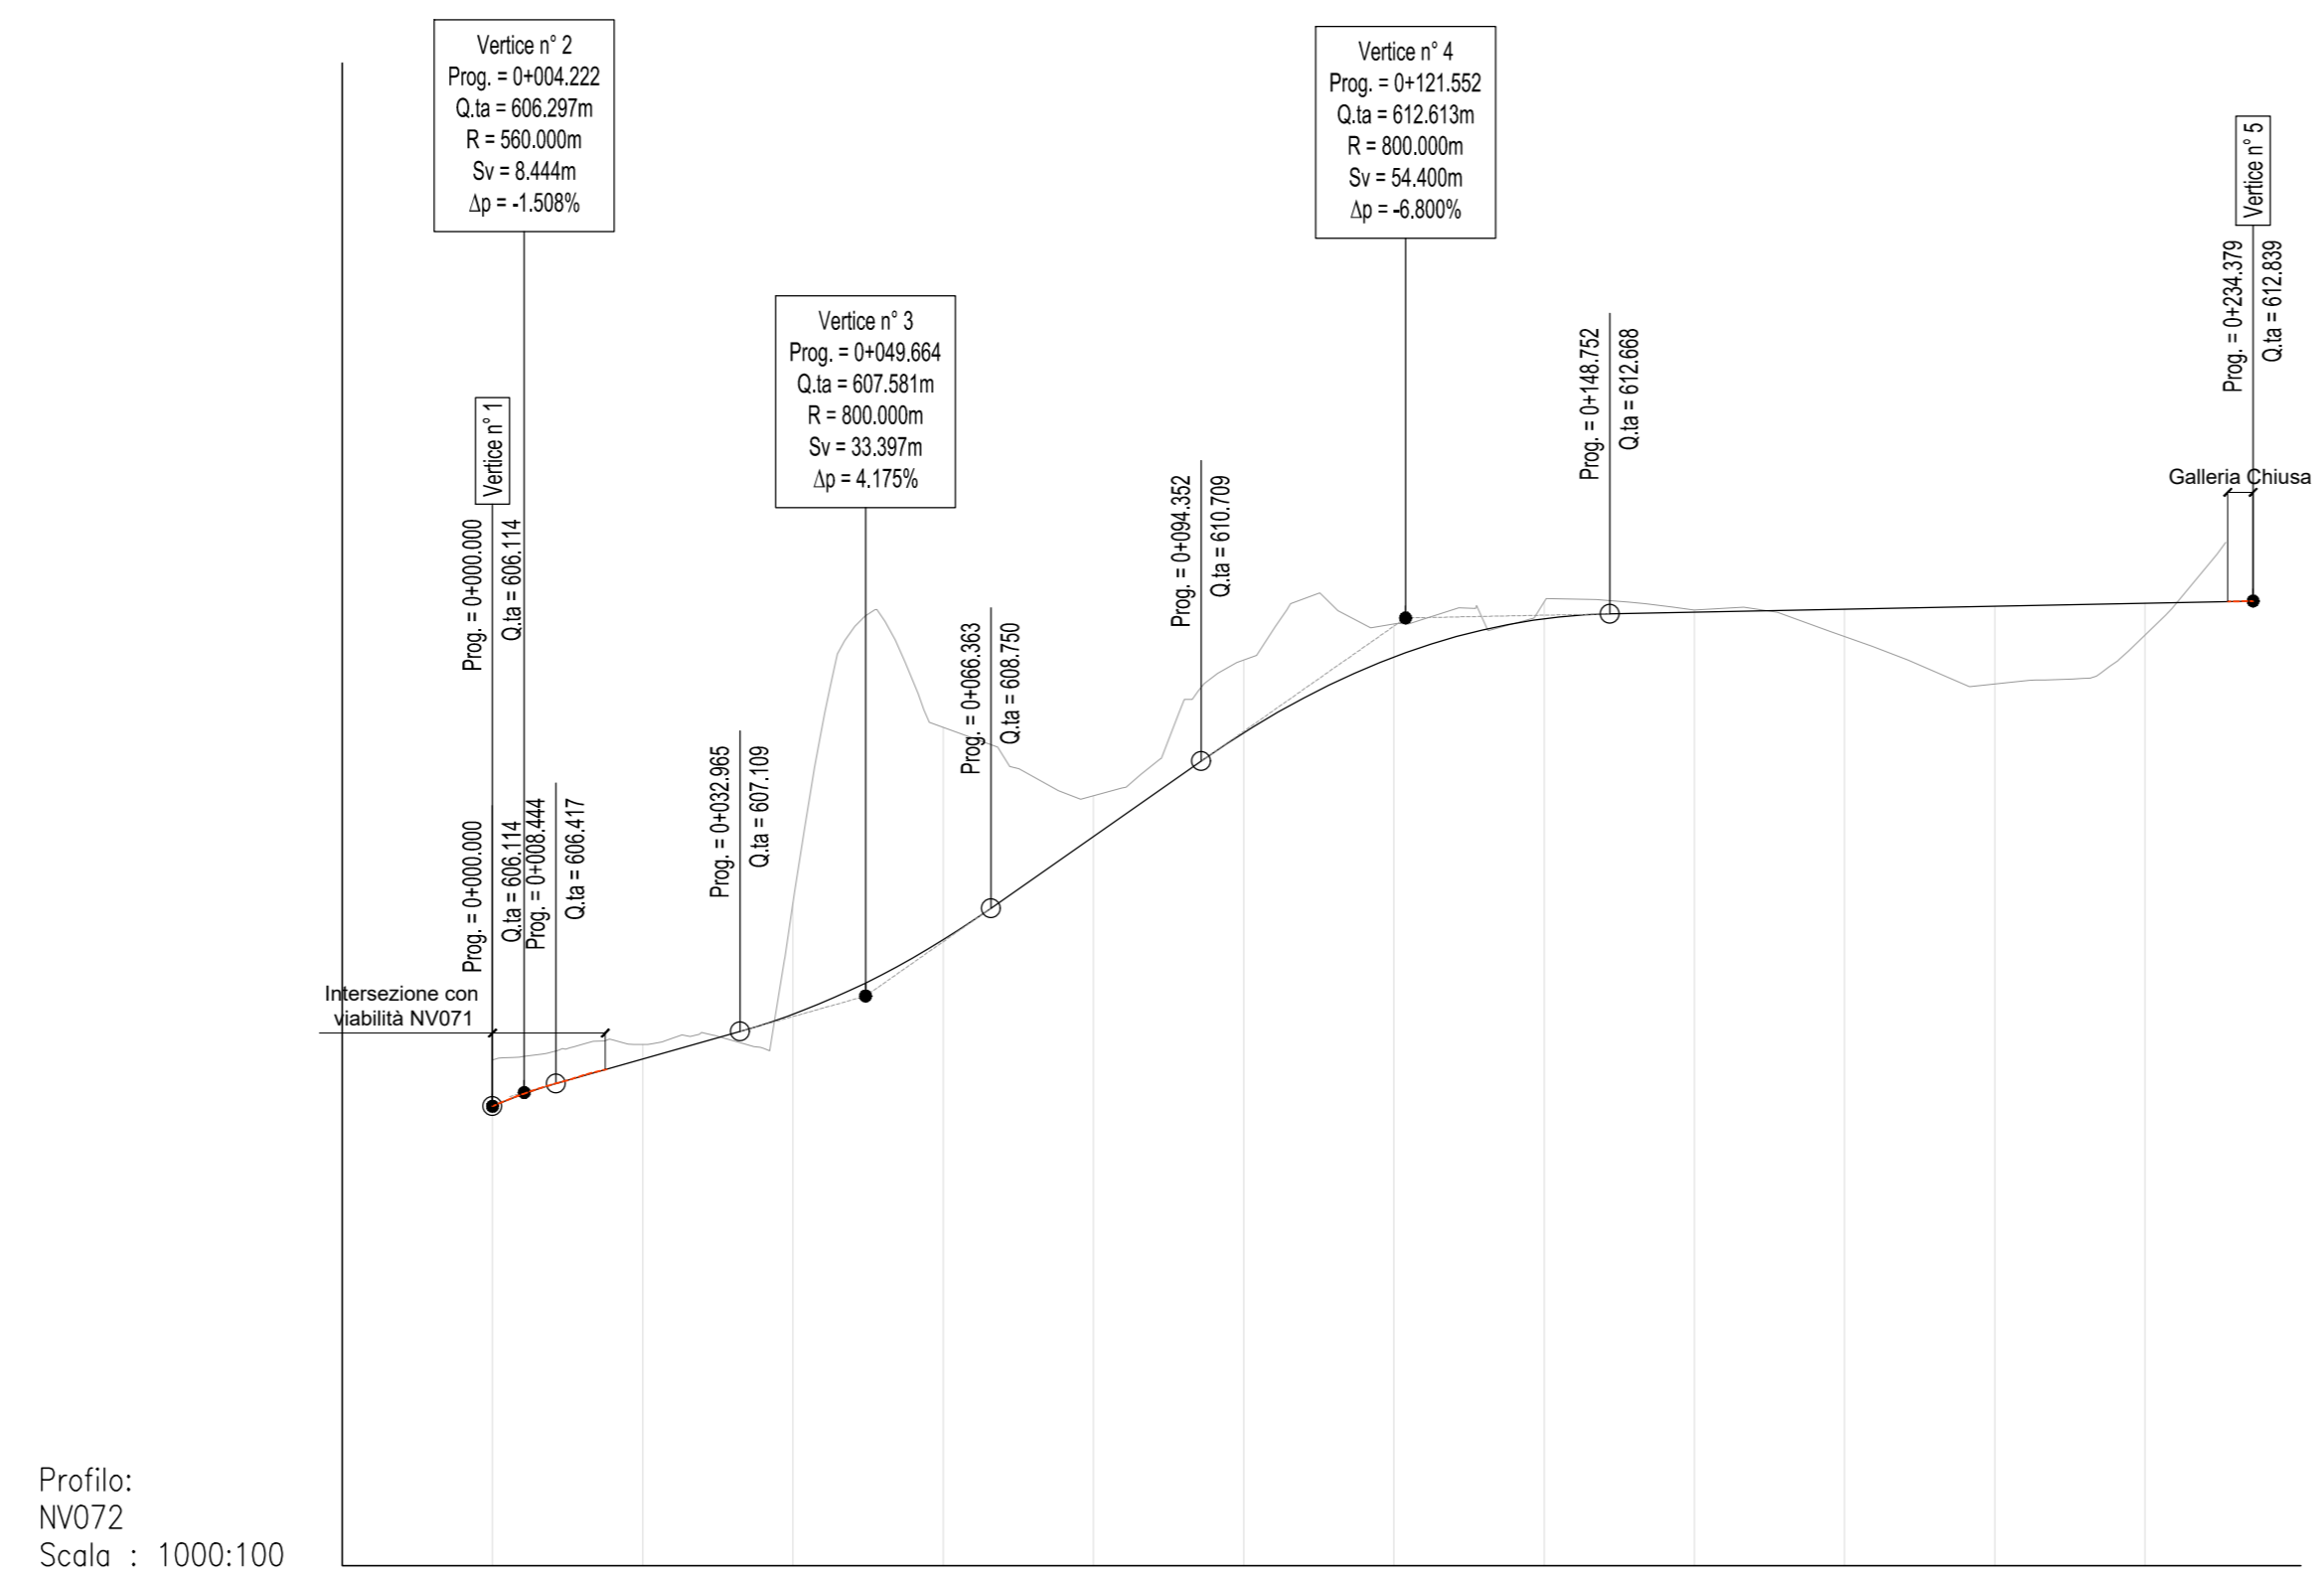 Vertice n° 2
Prog. = 0+004.222
Q.ta = 606.297m
R = 560.000m
Sv = 8.444m
Δp = -1.508%
Vertice n° 4
Prog. = 0+121.552
Q.ta = 612.613m
R = 800.000m
Sv = 54.400m
Δp = -6.800%
Vertice n° 5
Prog. = 0+234.379
Q.ta = 612.839
Vertice n° 3
Prog. = 0+049.664
Q.ta = 607.581m
R = 800.000m
Sv = 33.397m
Δp = 4.175%
Prog. = 0+148.752
Q.ta = 612.668
Vertice n° 1
Prog. = 0+000.000
Q.ta = 606.114
Prog. = 0+094.352
Q.ta = 610.709
Galleria Chiusa
Prog. = 0+066.363
Q.ta = 608.750
Prog. = 0+032.965
Q.ta = 607.109
Prog. = 0+000.000
Q.ta = 606.114
Prog. = 0+008.444
Q.ta = 606.417
Intersezione con
viabilità NV071
Profilo:
NV072
Scala : 1000:100